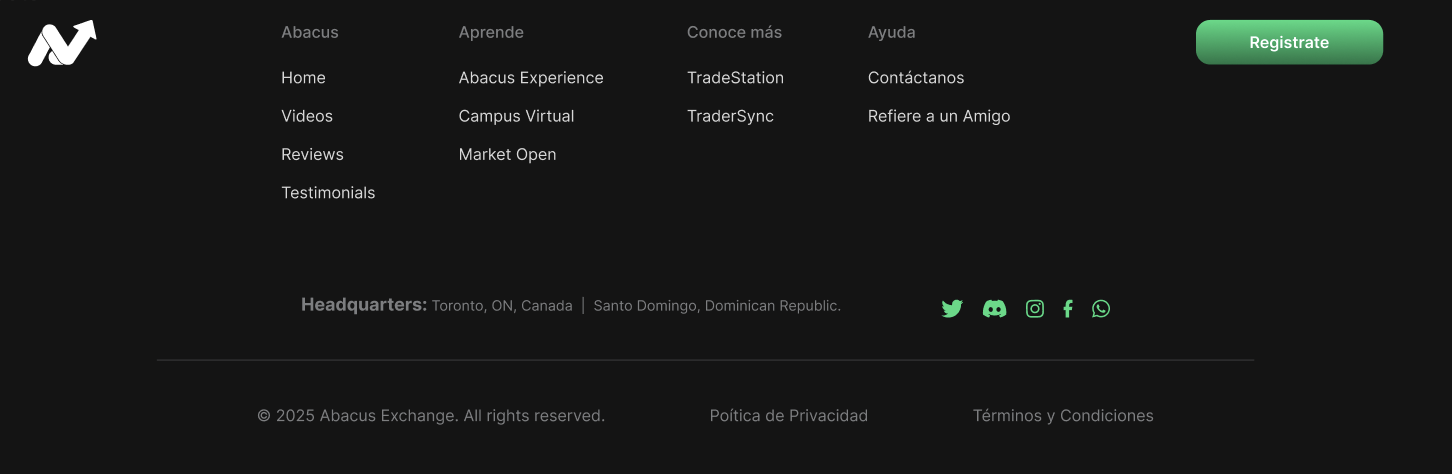 Abacus
Home
Videos
Reviews
Testimonials
Aprende
Abacus Experience
Campus Virtual
Market Open
Conoce más
TradeStation
TraderSync
Ayuda
Contáctanos
Refiere a un Amigo
Registrate
Headquarters: Toronto, ON, Canada | Santo Domingo, Dominican Republic.
© 2025 Abacus Exchange. All rights reserved.
Poítica de Privacidad
Términos y Condiciones